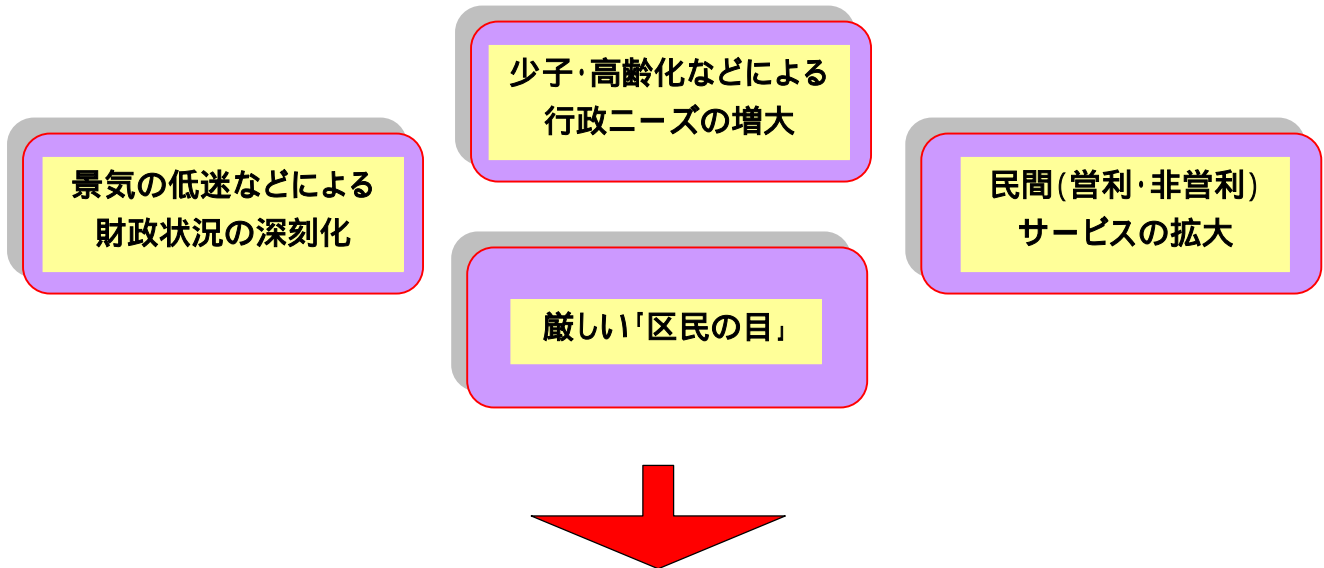 少子・高齢化などによる
行政ニーズの増大
景気の低迷などによる
財政状況の深刻化
民間(営利・非営利)
サービスの拡大
厳しい「区民の目」